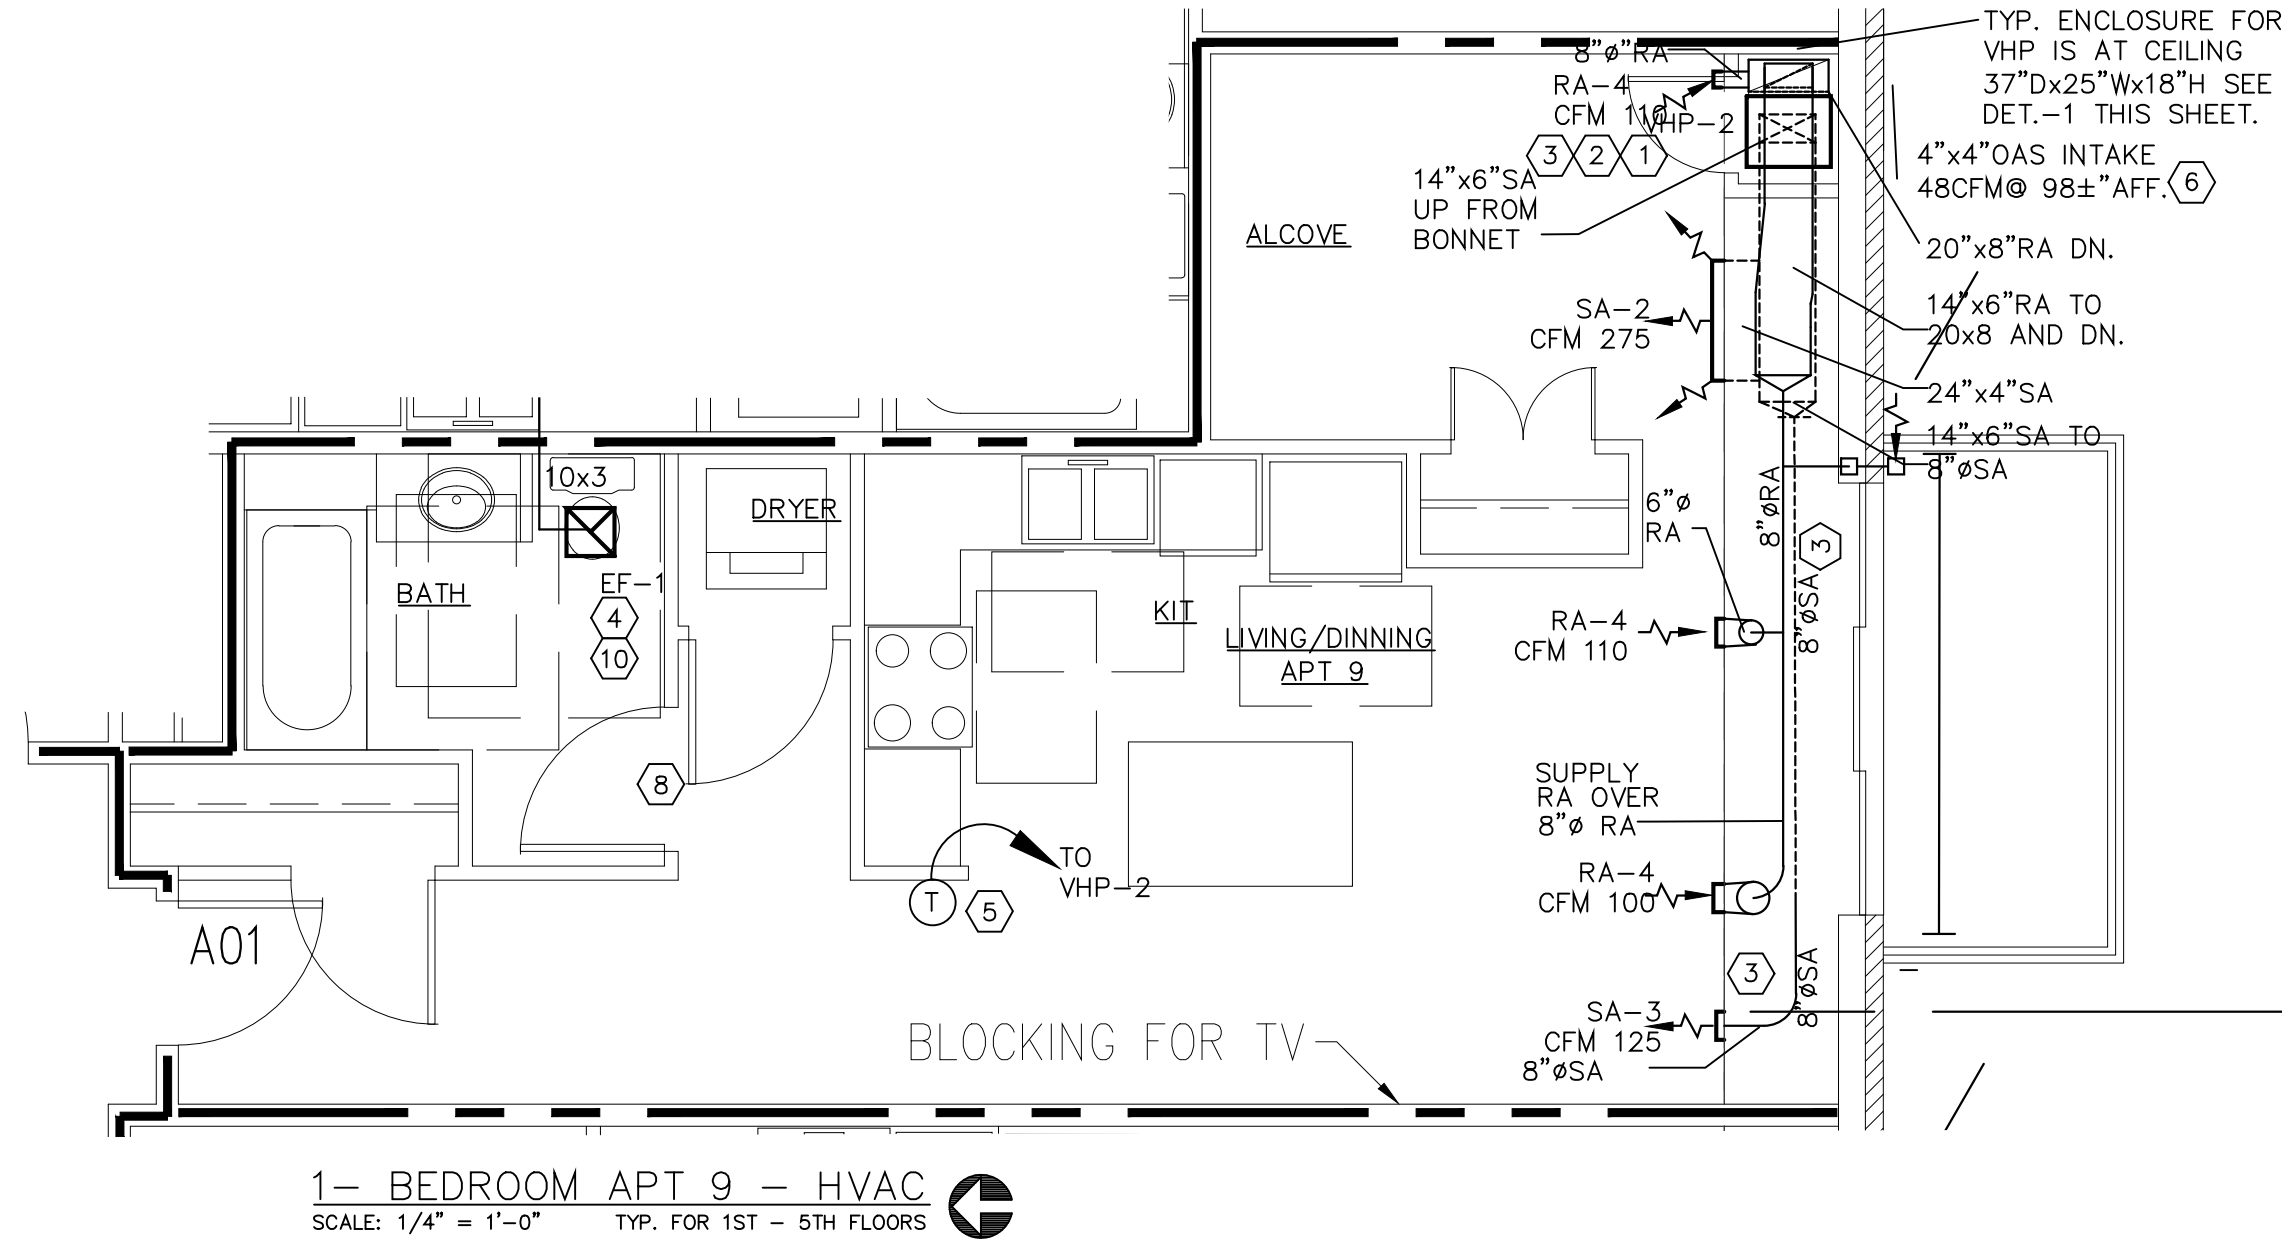 TYP. ENCLOSURE FOR
VHP IS AT CEILING
37"Dx25"Wx18"H SEE
DET.-1 THIS SHEET.
8"ø"RA
RA-4
CFM 110
VHP-2
3
2
1
4"x4"OAS INTAKE
48CFM@ 98±"AFF.
6
14"x6"SA
UP FROM
BONNET
ALCOVE
20"x8"RA DN.
14"x6"RA TO
20x8 AND DN.
SA-2
CFM 275
24"x4"SA
14"x6"SA TO
8"øSA
10x3
DRYER
6"ø
RA
8"øRA
3
8"øSA
BATH
EF-1
4
10
KIT
LIVING/DINNING
APT 9
RA-4
CFM 110
8
SUPPLY
RA OVER
8"ø RA
TO
VHP-2
T
5
RA-4
CFM 100
A01
3
8"øSA
SA-3
CFM 125
8"øSA
BLOCKING FOR TV
1- BEDROOM APT 9 - HVAC
SCALE: 1/4" = 1'-0" TYP. FOR 1ST - 5TH FLOORS